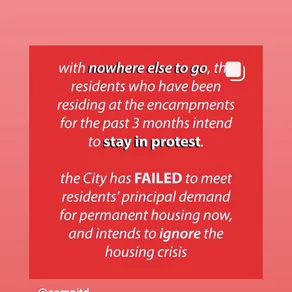 with nowhere else to go, th
residents who have been
residing at the encampments
for the past 3 months intend
to stay in protest.
the City has FAILED to meet
residents' principal demand
for permanent housing now,
and intends to ignore the
housing crisis